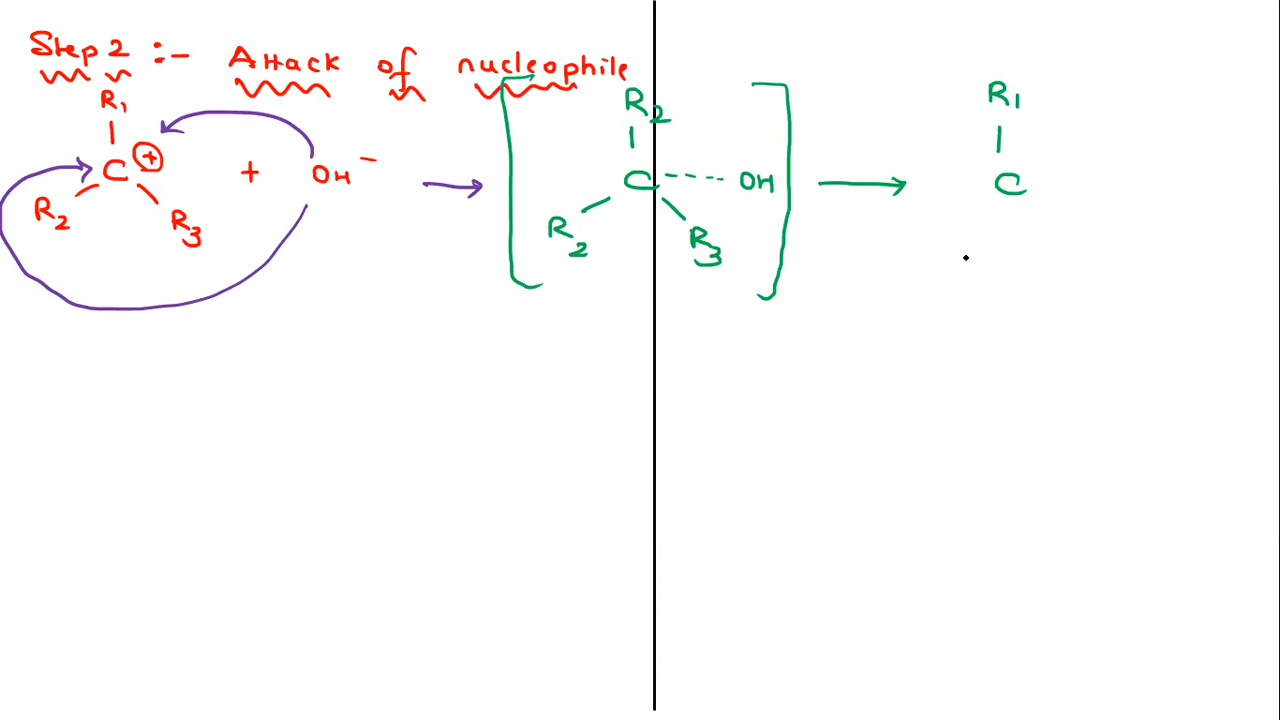 Step 2 :- Attack of nucleophile
R1 R2 R1
C + + OH- C OH C
R2 R3 R2 R3